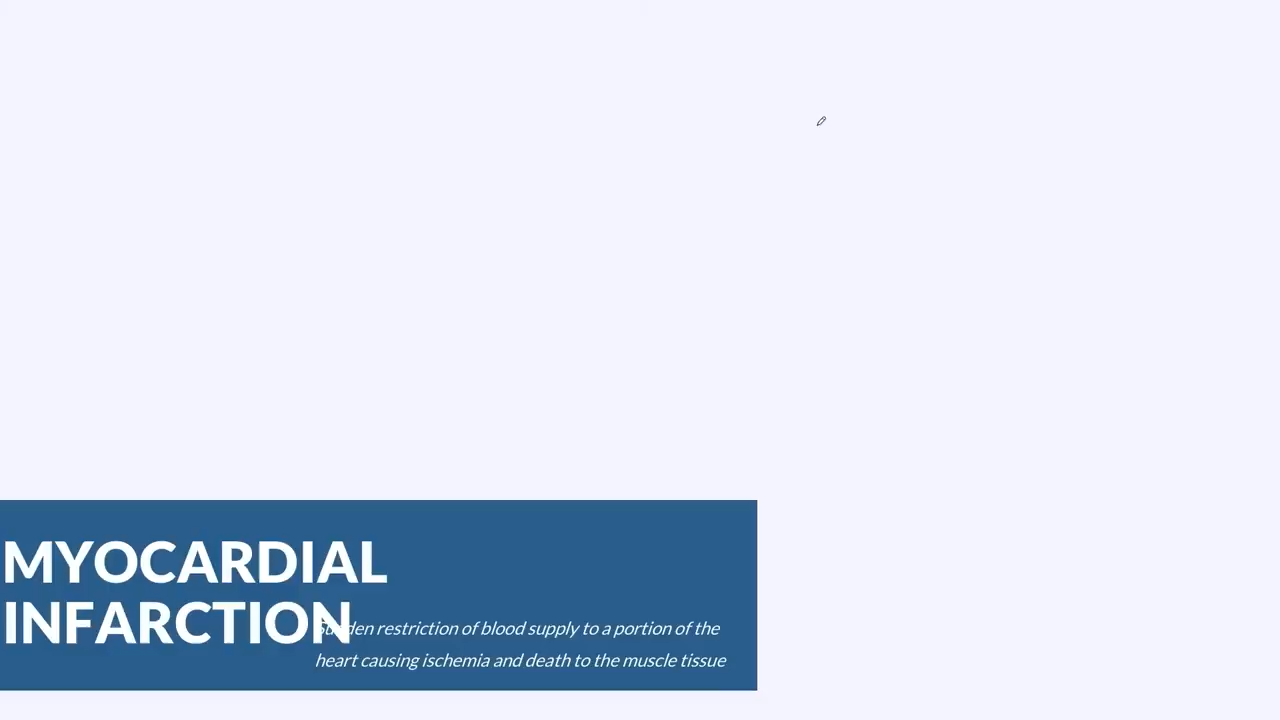 MYOCARDIAL
INFARCTION
Sudden restriction of blood supply to a portion of the
heart causing ischemia and death to the muscle tissue